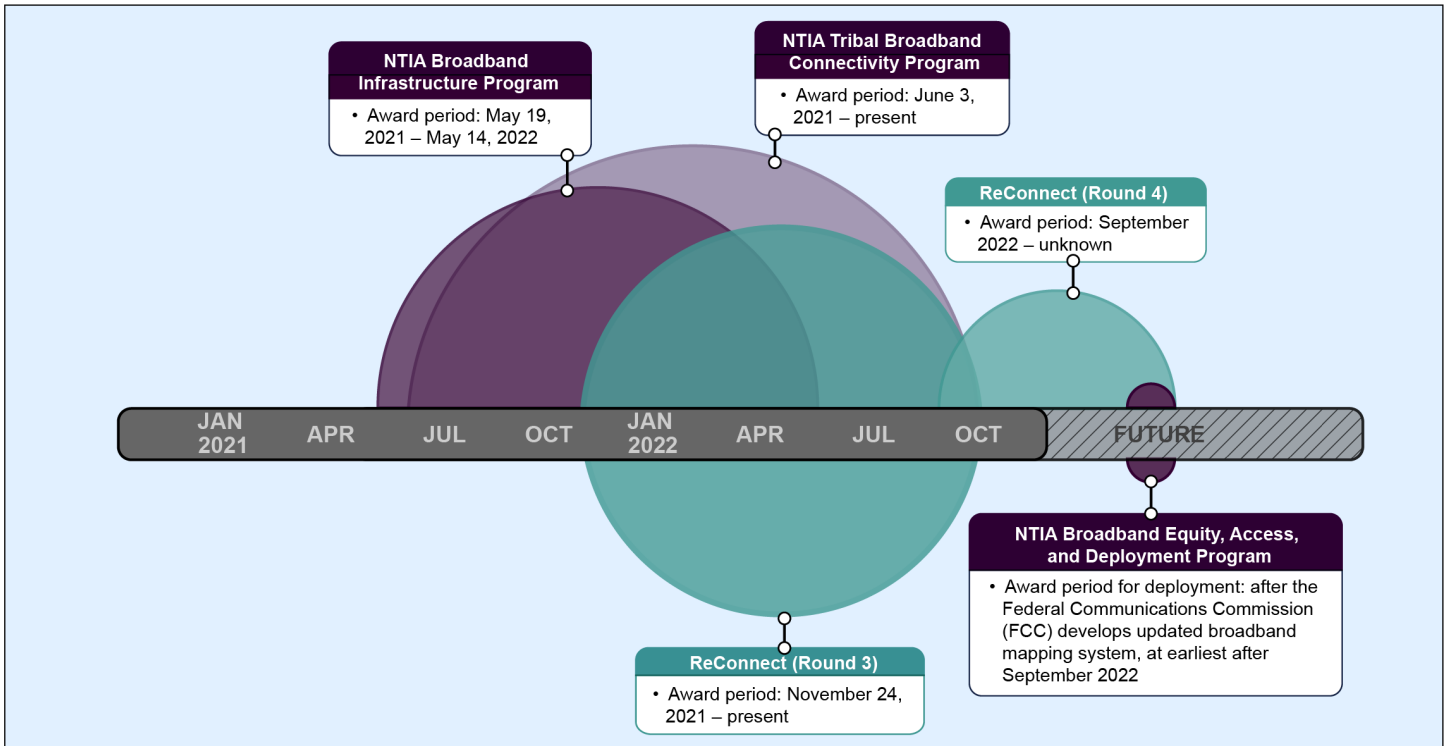 NTIA Broadband
Infrastructure Program
• Award period: May 19,
2021 – May 14, 2022
NTIA Tribal Broadband
Connectivity Program
• Award period: June 3,
2021 – present
ReConnect (Round 4)
• Award period: September
2022 – unknown
JAN
2021
APR
JUL
OCT
JAN
2022
APR
JUL
OCT
FUTURE
ReConnect (Round 3)
• Award period: November 24,
2021 – present
NTIA Broadband Equity, Access,
and Deployment Program
• Award period for deployment: after the
Federal Communications Commission
(FCC) develops updated broadband
mapping system, at earliest after
September 2022